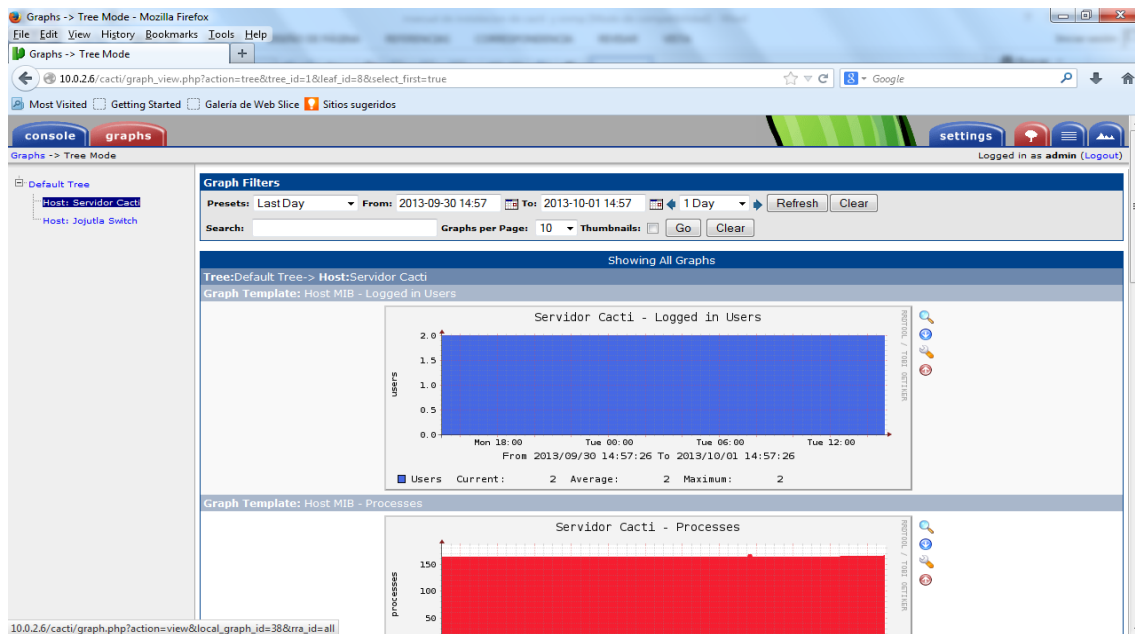 Graphs -> Tree Mode - Mozilla Firefox
File Edit View History Bookmarks Tools Help
Graphs -> Tree Mode
10.0.2.6/cacti/graph_view.php?action=tree&tree_id=1&leaf_id=8&select_first=true
Google
Most Visited Getting Started Galería de Web Slice Sitios sugeridos
console graphs settings
Graphs -> Tree Mode Logged in as admin (Logout)
Default Tree
Host: Servidor Cacti
Host: Jojutla Switch
Graph Filters
Presets: Last Day From: 2013-09-30 14:57 To: 2013-10-01 14:57 1 Day Refresh Clear
Search: Graphs per Page: 10 Thumbnails: Go Clear
Showing All Graphs
Tree:Default Tree-> Host:Servidor Cacti
Graph Template: Host MIB - Logged in Users
Servidor Cacti - Logged in Users
RRDTOOL / TOBI OETIKER
users
2.0
1.5
1.0
0.5
0.0
Mon 18:00 Tue 00:00 Tue 06:00 Tue 12:00
From 2013/09/30 14:57:26 To 2013/10/01 14:57:26
Users Current: 2 Average: 2 Maximum: 2
Graph Template: Host MIB - Processes
Servidor Cacti - Processes
RRDTOOL / TOBI OETIKER
processes
150
100
50
10.0.2.6/cacti/graph.php?action=view&local_graph_id=38&rra_id=all